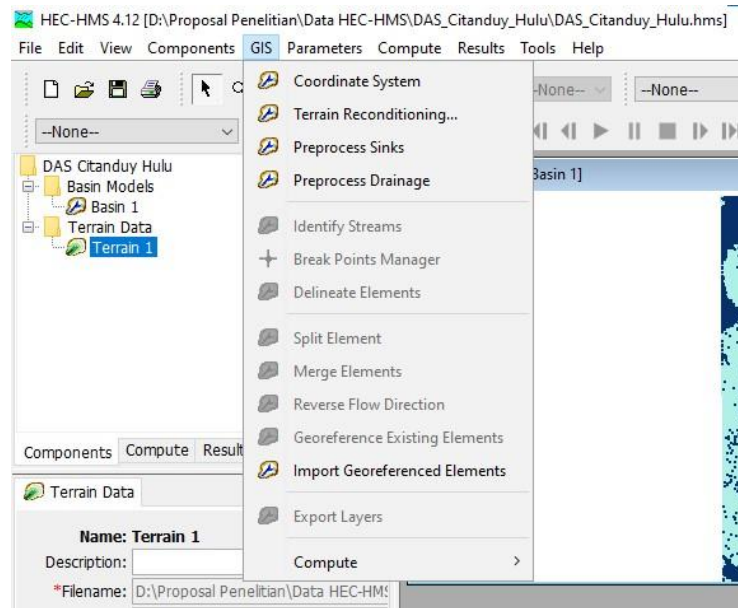 HEC-HMS 4.12 [D:\Proposal Penelitian\Data HEC-HMS\DAS_Citanduy_Hulu\DAS_Citanduy_Hulu.hms]
File Edit View Components GIS Parameters Compute Results Tools Help
--None--
-None--
--None--
DAS Citanduy Hulu
Basin Models
Basin 1
Terrain Data
Terrain 1
Components Compute Result
Terrain Data
Name: Terrain 1
Description:
*Filename: D:\Proposal Penelitian\Data HEC-HMS
Coordinate System
Terrain Reconditioning...
Preprocess Sinks
Preprocess Drainage
Identify Streams
Break Points Manager
Delineate Elements
Split Element
Merge Elements
Reverse Flow Direction
Georeference Existing Elements
Import Georeferenced Elements
Export Layers
Compute
Basin 1]